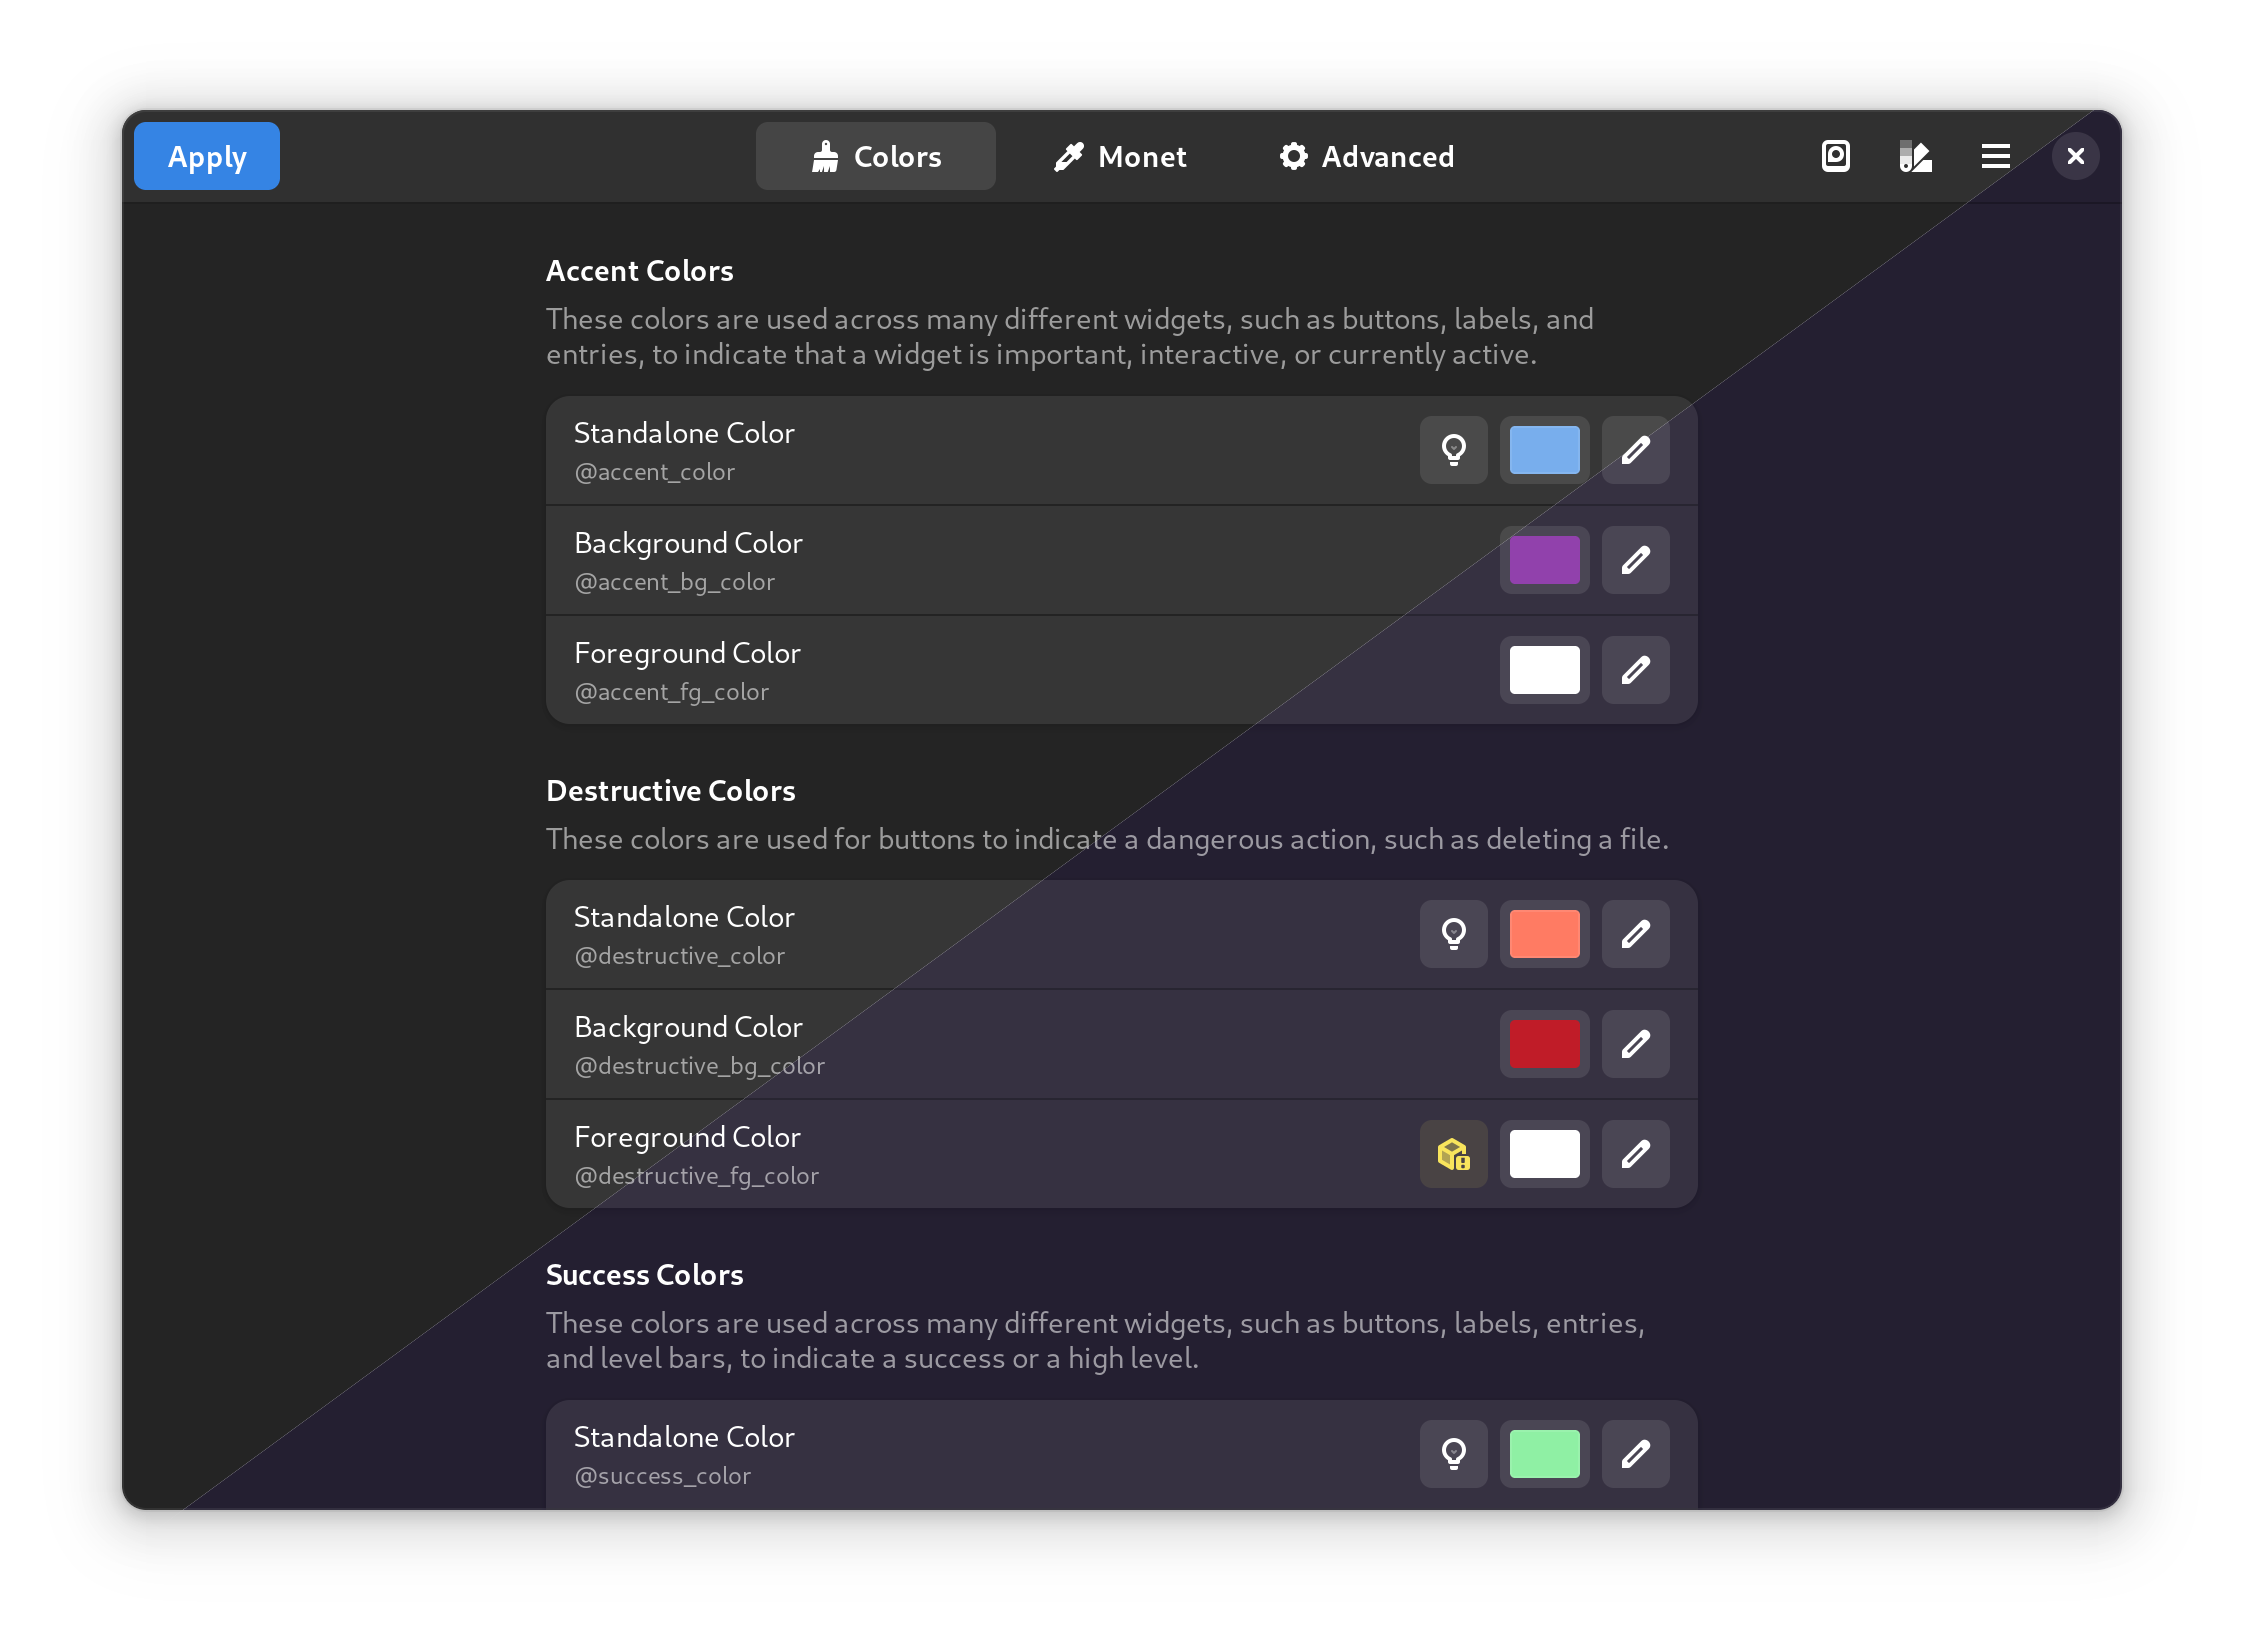 Apply
Colors
Monet
Advanced
Accent Colors
These colors are used across many different widgets, such as buttons, labels, and
entries, to indicate that a widget is important, interactive, or currently active.
Standalone Color
@accent_color
Background Color
@accent_bg_color
Foreground Color
@accent_fg_color
Destructive Colors
These colors are used for buttons to indicate a dangerous action, such as deleting a file.
Standalone Color
@destructive_color
Background Color
@destructive_bg_color
Foreground Color
@destructive_fg_color
Success Colors
These colors are used across many different widgets, such as buttons, labels, entries,
and level bars, to indicate a success or a high level.
Standalone Color
@success_color